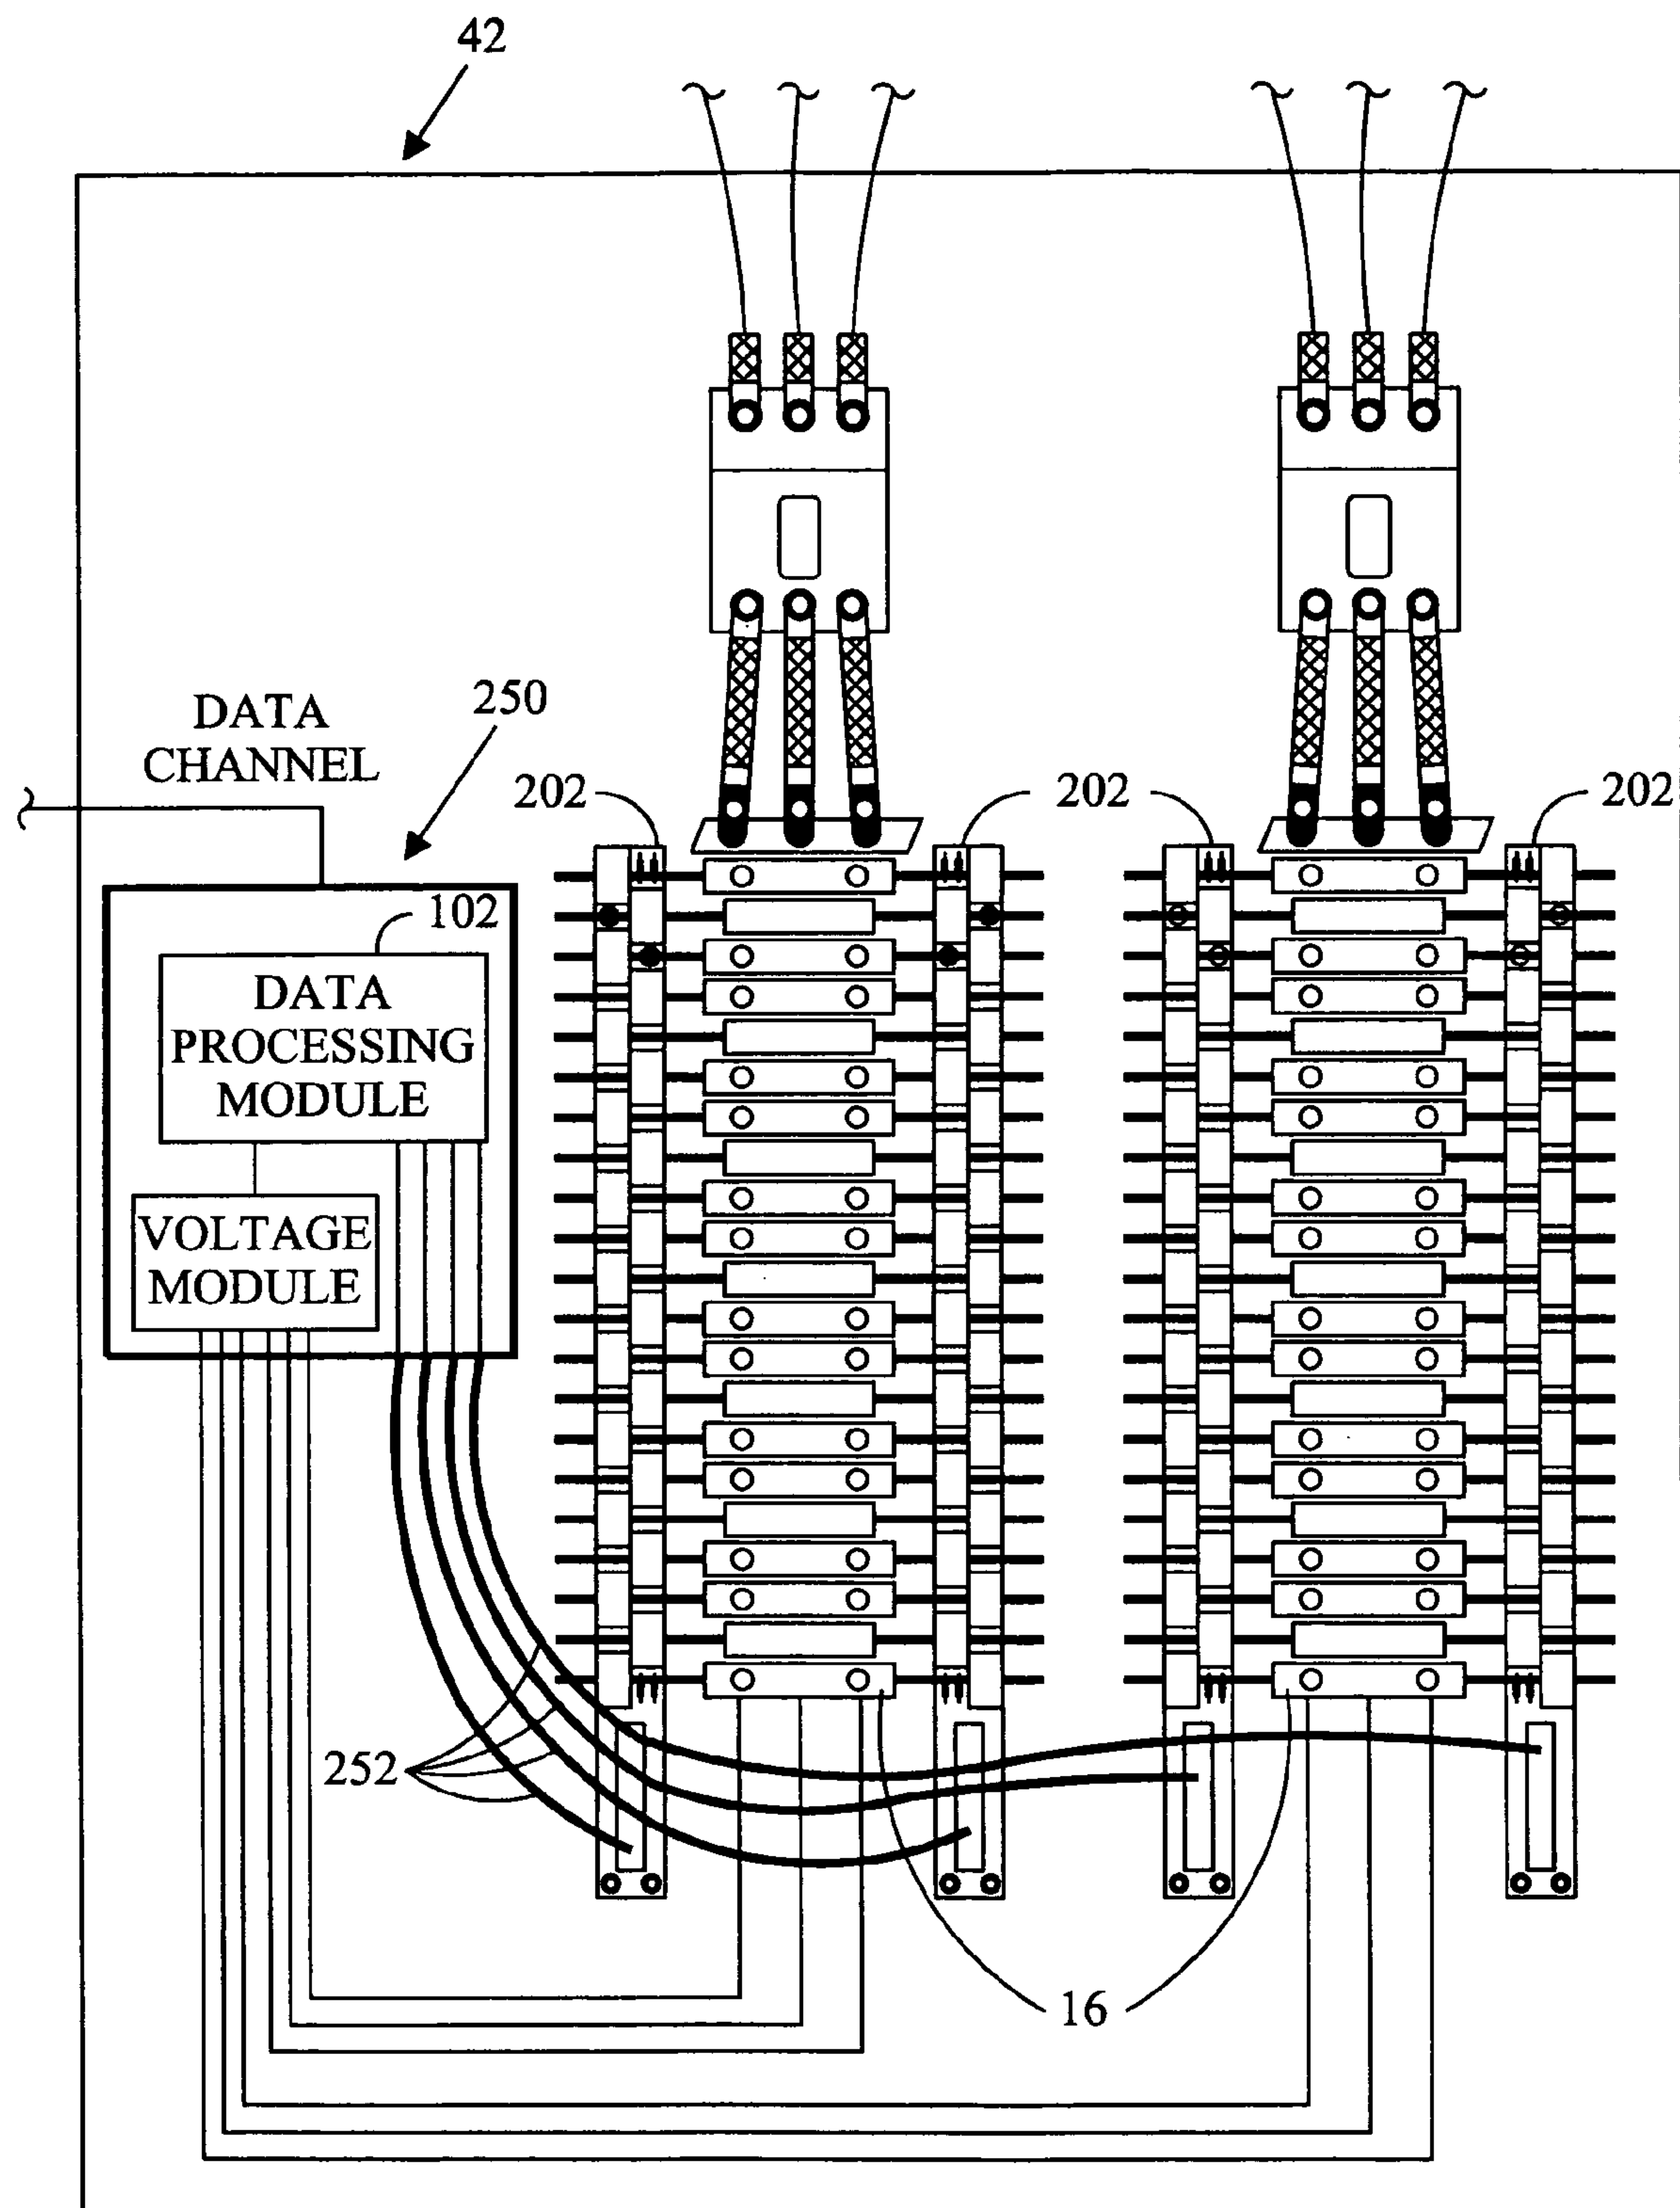 42
DATA
CHANNEL
250
202
202
202
102
DATA
PROCESSING
MODULE
VOLTAGE
MODULE
252
16